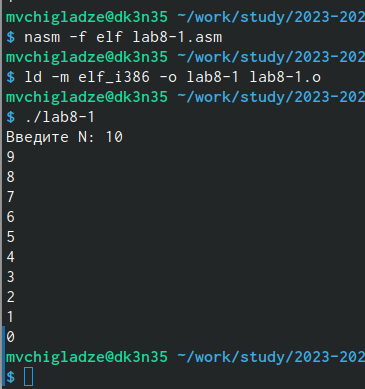 mvchigladze@dk3n35 ~/work/study/2023-202
$ nasm -f elf lab8-1.asm
mvchigladze@dk3n35 ~/work/study/2023-202
$ ld -m elf_i386 -o lab8-1 lab8-1.o
mvchigladze@dk3n35 ~/work/study/2023-202
$ ./lab8-1
Введите N: 10
9
8
7
6
5
4
3
2
1
0
mvchigladze@dk3n35 ~/work/study/2023-202
$